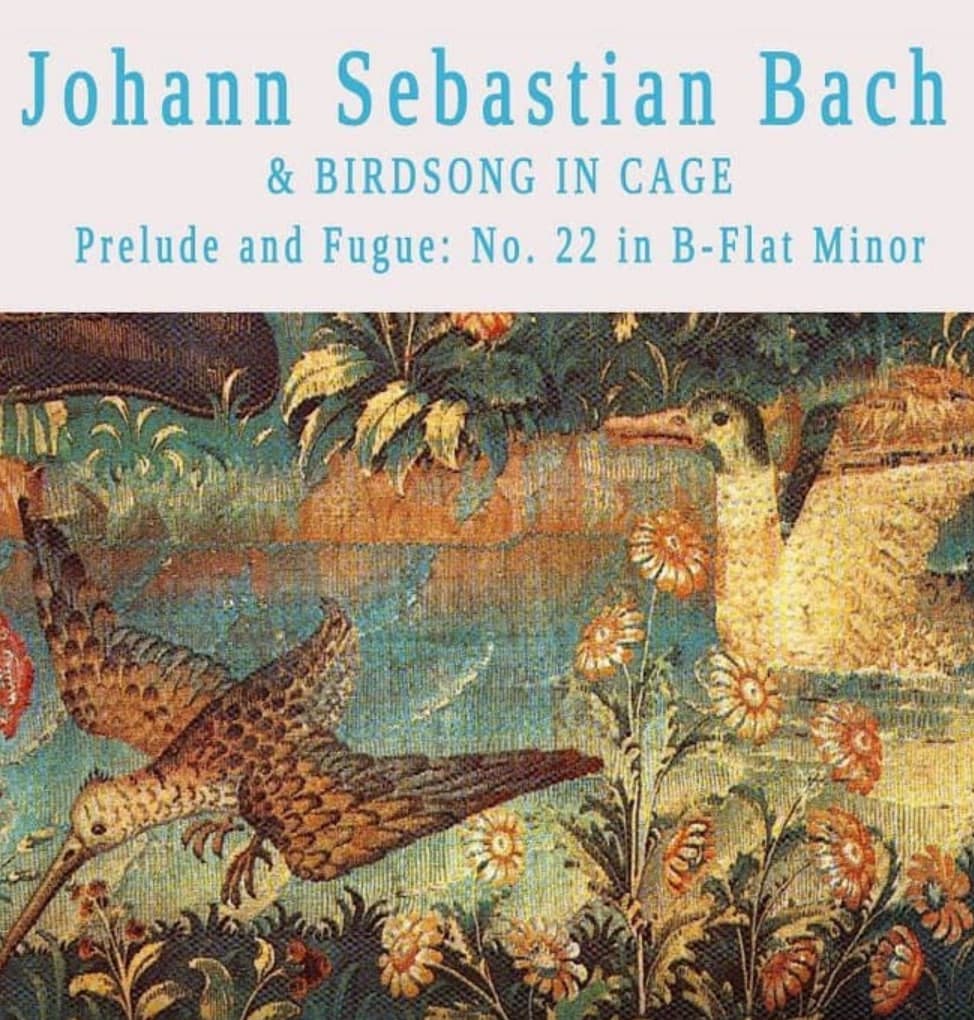 Johann Sebastian Bach
& BIRDSONG IN CAGE
Prelude and Fugue: No. 22 in B-Flat Minor